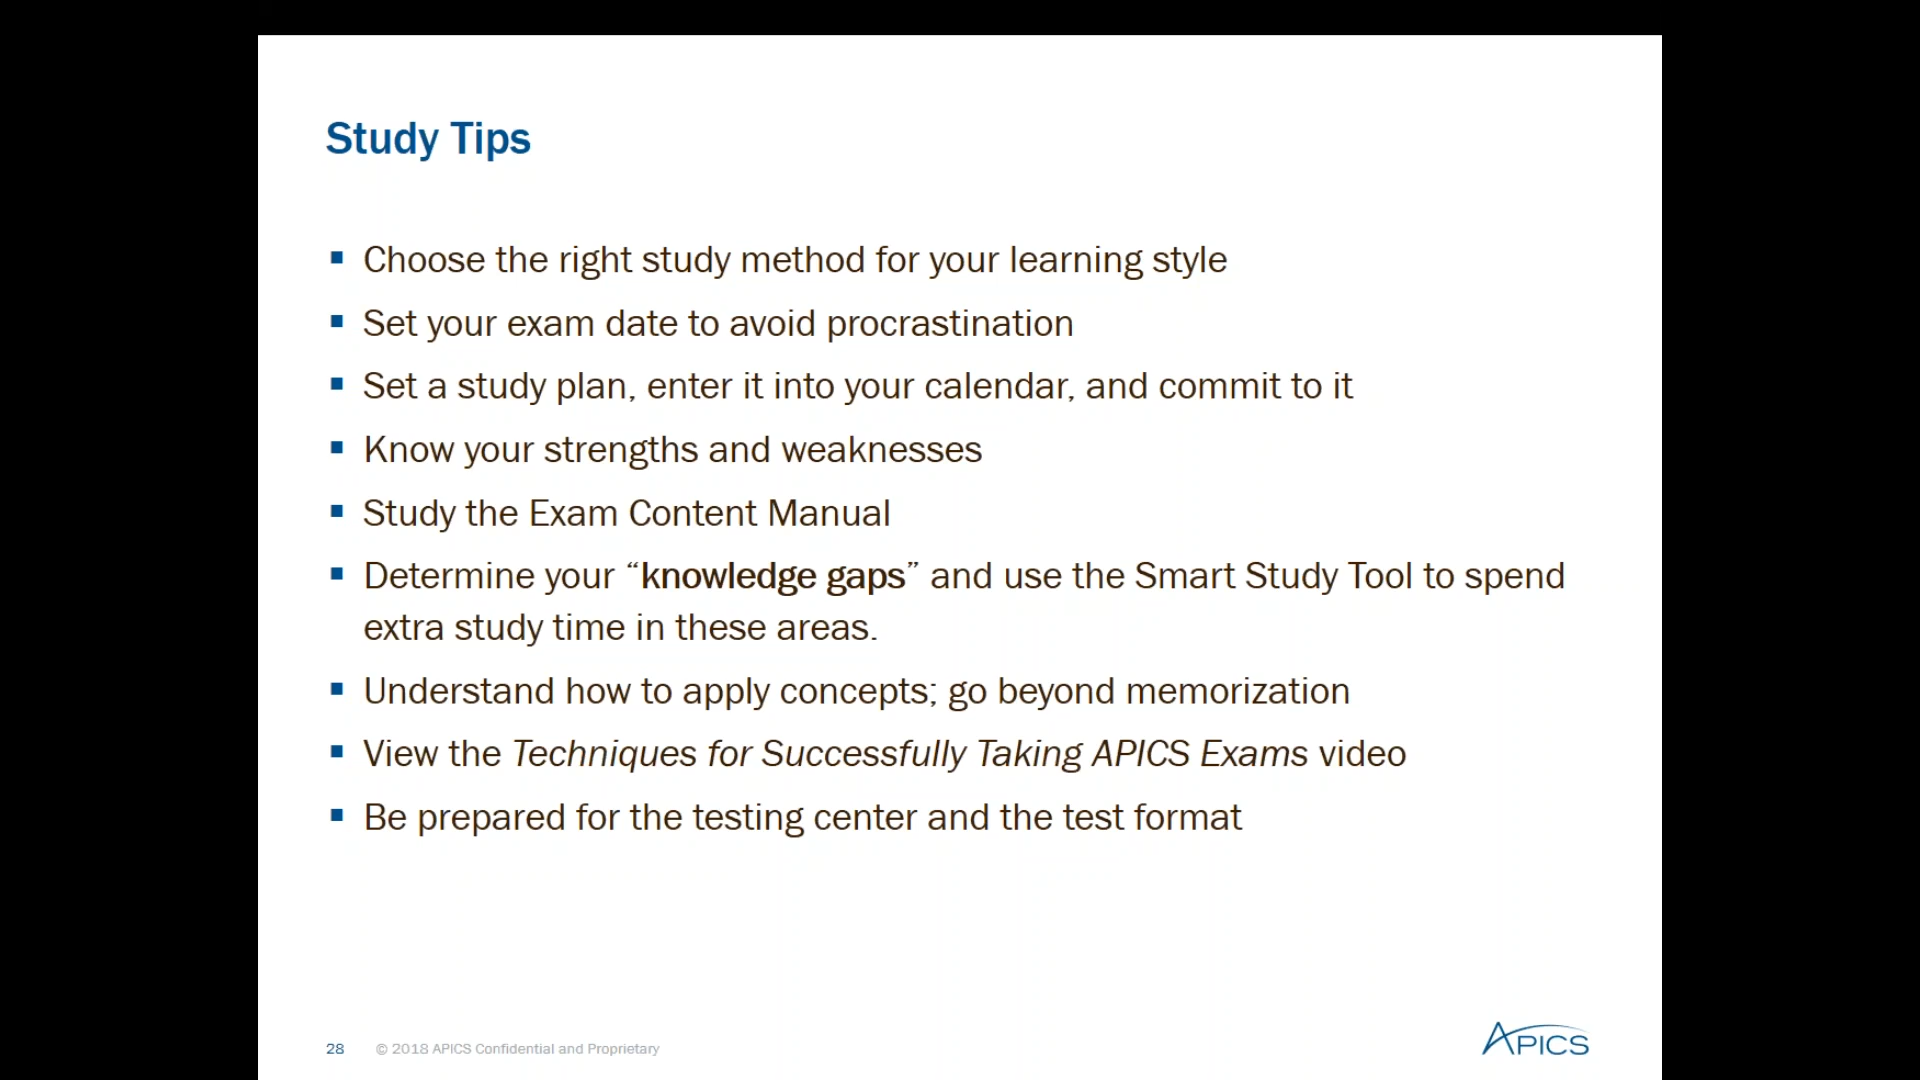 Study Tips
Choose the right study method for your learning style
Set your exam date to avoid procrastination
Set a study plan, enter it into your calendar, and commit to it
Know your strengths and weaknesses
Study the Exam Content Manual
Determine your “knowledge gaps” and use the Smart Study Tool to spend
extra study time in these areas.
Understand how to apply concepts; go beyond memorization
View the Techniques for Successfully Taking APICS Exams video
Be prepared for the testing center and the test format
28 © 2018 APICS Confidential and Proprietary
APICS